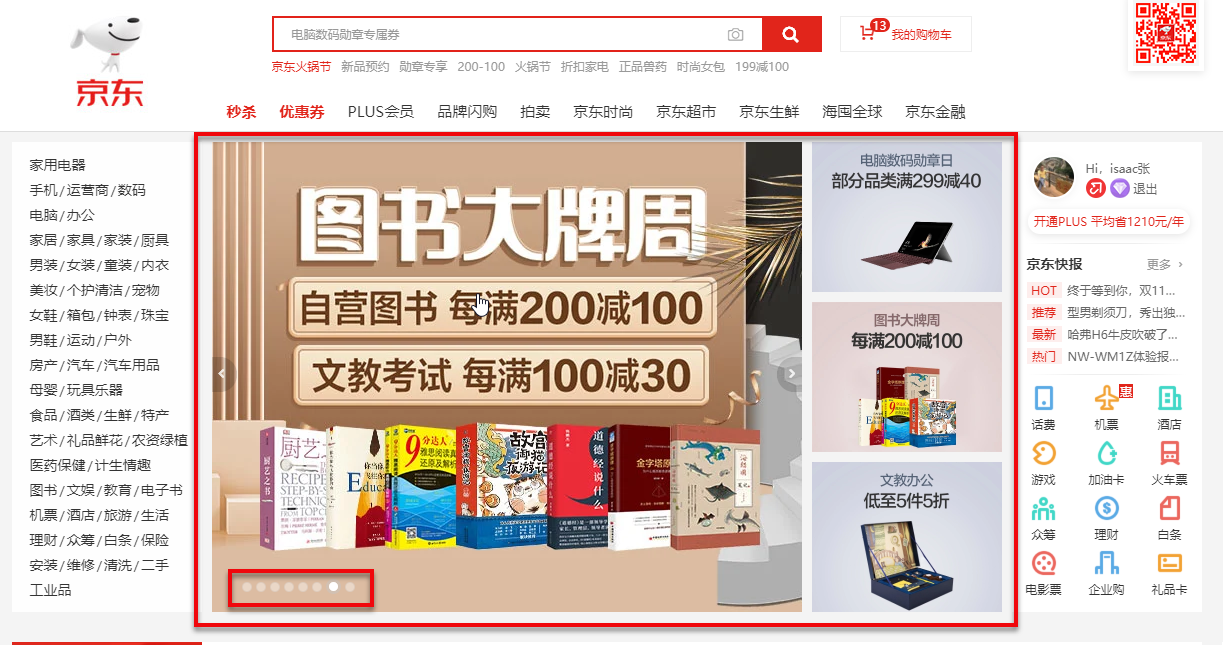 京东
电脑数码勋章专属券
13
我的购物车
京东火锅节 新品预约 勋章专享 200-100 火锅节 折扣家电 正品兽药 时尚女包 199减100
秒杀 优惠券 PLUS会员 品牌闪购 拍卖 京东时尚 京东超市 京东生鲜 海囤全球 京东金融
家用电器
手机/运营商/数码
电脑/办公
家居/家具/家装/厨具
男装/女装/童装/内衣
美妆/个护清洁/宠物
女鞋/箱包/钟表/珠宝
男鞋/运动/户外
房产/汽车/汽车用品
母婴/玩具乐器
食品/酒类/生鲜/特产
艺术/礼品鲜花/农资绿植
医药保健/计生情趣
图书/文娱/教育/电子书
机票/酒店/旅游/生活
理财/众筹/白条/保险
安装/维修/清洗/二手
工业品
图书大牌周
自营图书 每满200减100
文教考试 每满100减30
厨艺之书
9分达人
雅思阅读真
还原及解析
故宫
御猫
夜游记
道德经说什么
金字塔原
海错图
笔记
电脑数码勋章日
部分品类满299减40
图书大牌周
每满200减100
文教办公
低至5件5折
Hi，isaac张
退出
开通PLUS 平均省1210元/年
京东快报 更多 >
HOT 终于等到你，双11...
推荐 型男剃须刀，秀出独...
最新 哈弗H6牛皮吹破了...
热门 NW-WM1Z体验报...
惠
话费 机票 酒店
游戏 加油卡 火车票
众筹 理财 白条
电影票 企业购 礼品卡